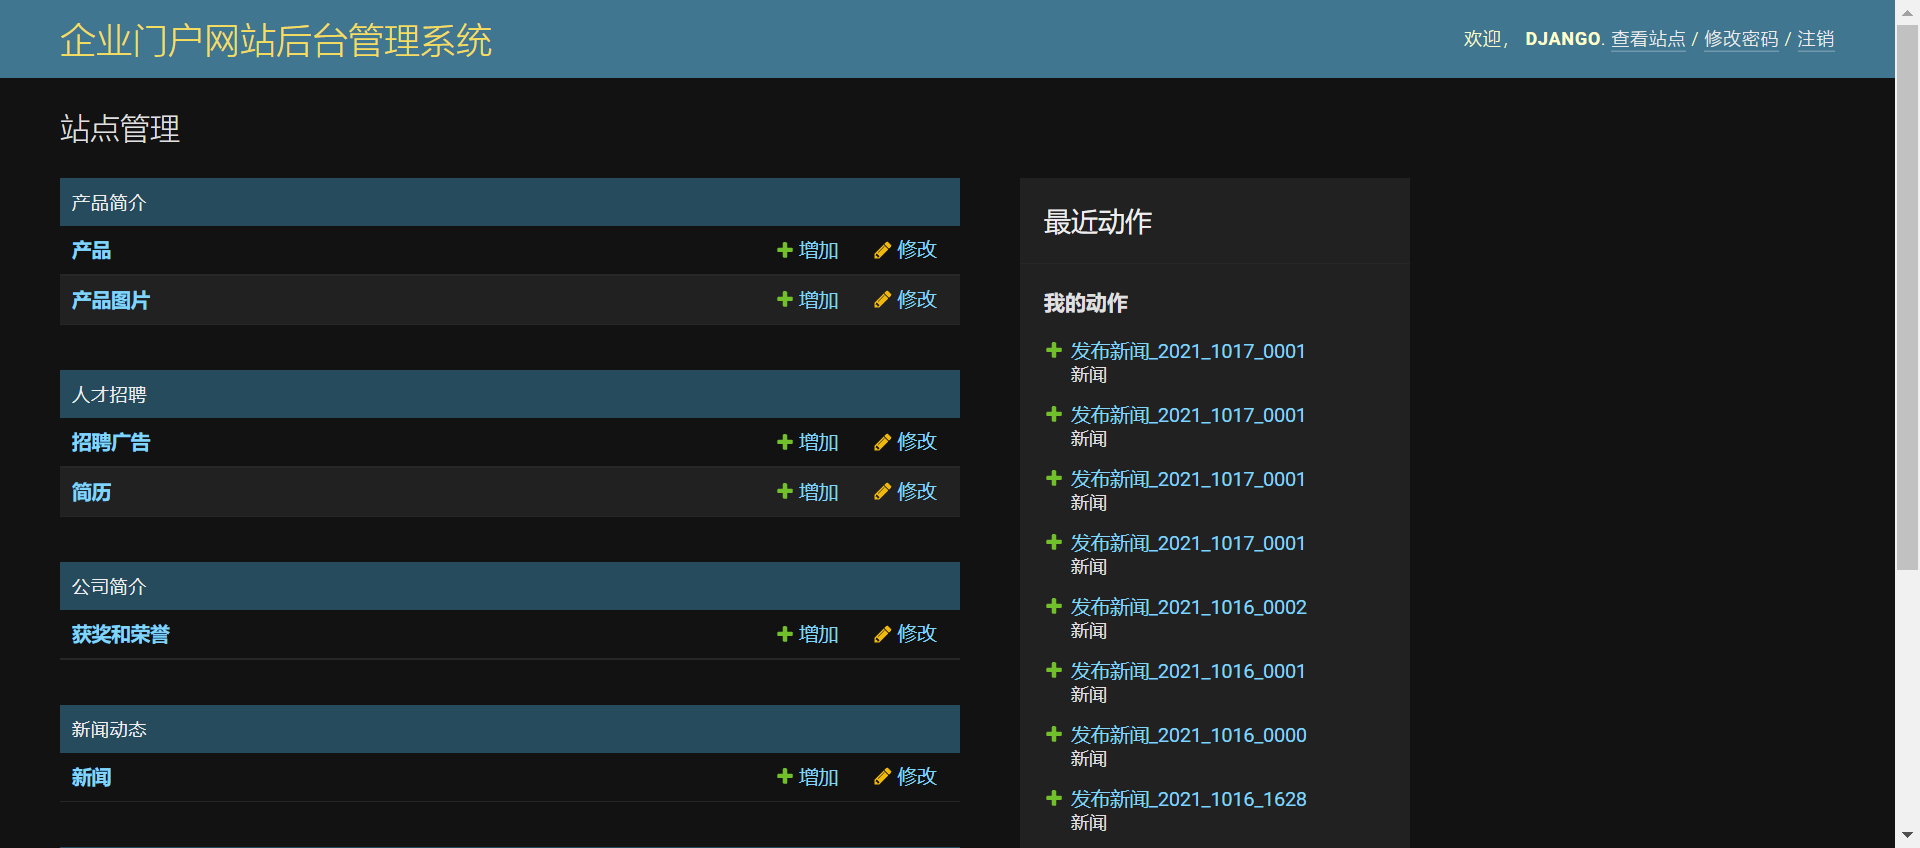 企业门户网站后台管理系统
欢迎， DJANGO. 查看站点 / 修改密码 / 注销
站点管理
产品简介
产品 增加 修改
产品图片 增加 修改
人才招聘
招聘广告 增加 修改
简历 增加 修改
公司简介
获奖和荣誉 增加 修改
新闻动态
新闻 增加 修改
最近动作
我的动作
发布新闻_2021_1017_0001
新闻
发布新闻_2021_1017_0001
新闻
发布新闻_2021_1017_0001
新闻
发布新闻_2021_1017_0001
新闻
发布新闻_2021_1016_0002
新闻
发布新闻_2021_1016_0001
新闻
发布新闻_2021_1016_0000
新闻
发布新闻_2021_1016_1628
新闻